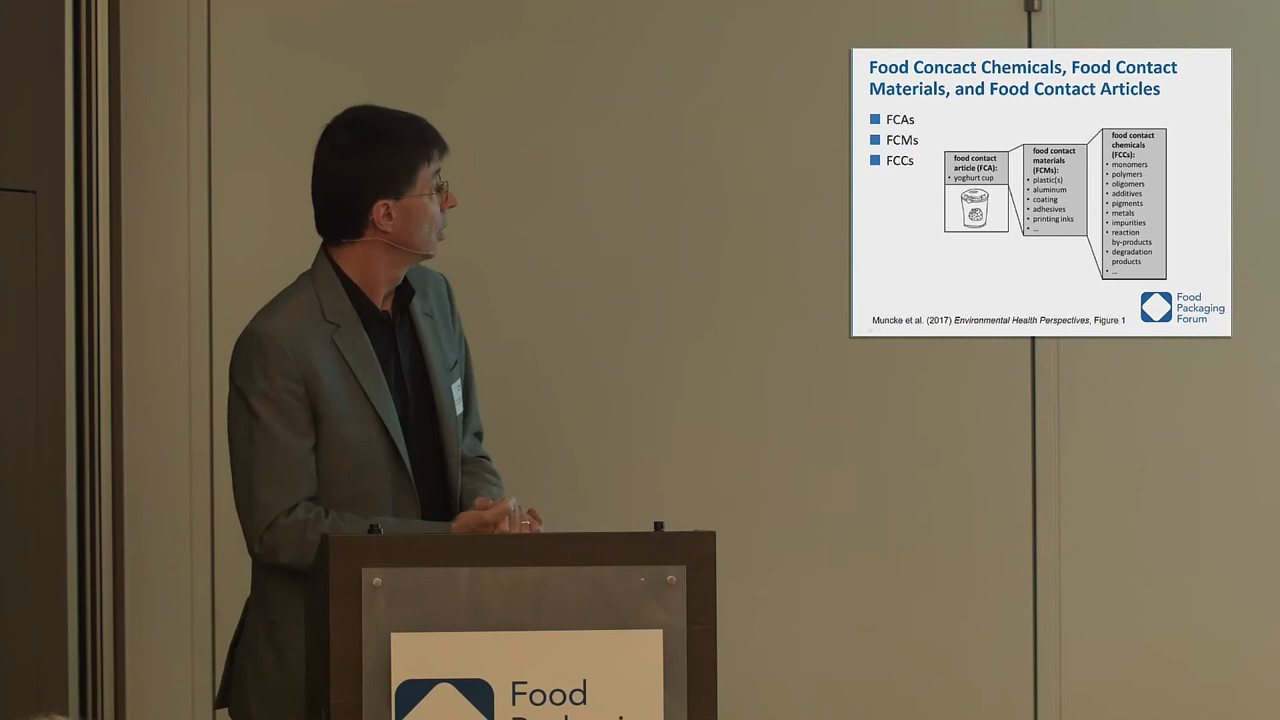 Food Concact Chemicals, Food Contact
Materials, and Food Contact Articles
FCAs
FCMs
FCCs
food contact
article (FCA):
• yoghurt cup
food contact
materials
(FCMs):
• plastic(s)
• aluminum
• coating
• adhesives
• printing inks
• ...
food contact
chemicals
(FCCs):
• monomers
• polymers
• oligomers
• additives
• pigments
• metals
• impurities
• reaction
by-products
• degradation
products
• ...
Muncke et al. (2017) Environmental Health Perspectives, Figure 1
Food
Packaging
Forum
Food